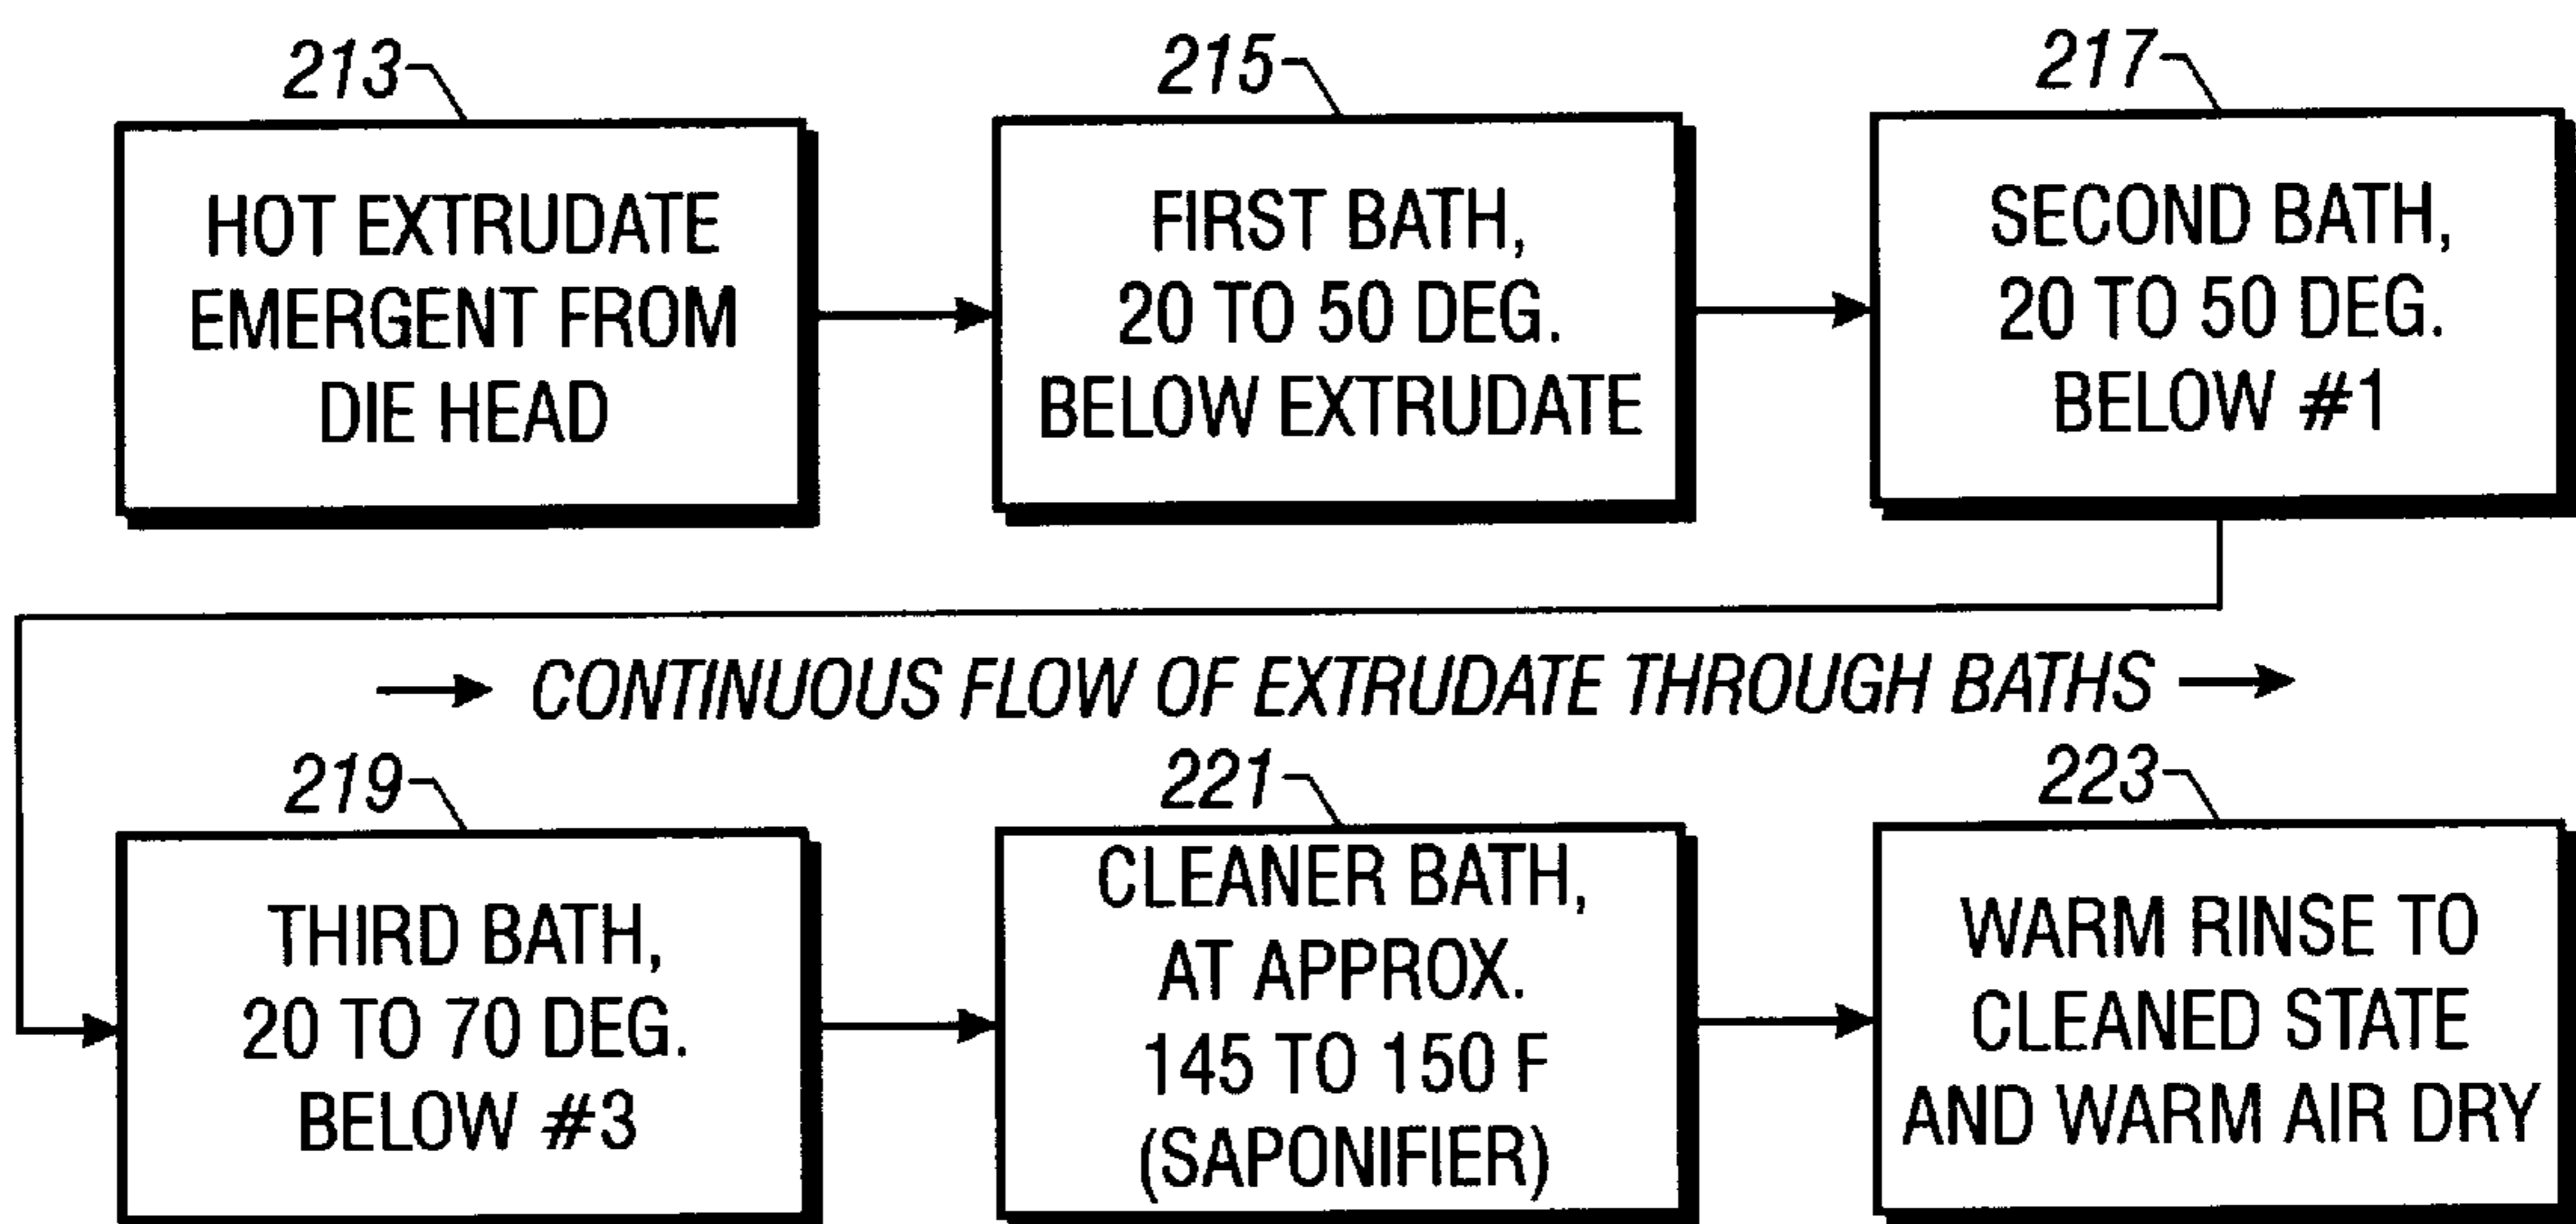 213
HOT EXTRUDATE
EMERGENT FROM
DIE HEAD
215
FIRST BATH,
20 TO 50 DEG.
BELOW EXTRUDATE
217
SECOND BATH,
20 TO 50 DEG.
BELOW #1
CONTINUOUS FLOW OF EXTRUDATE THROUGH BATHS
219
THIRD BATH,
20 TO 70 DEG.
BELOW #3
221
CLEANER BATH,
AT APPROX.
145 TO 150 F
(SAPONIFIER)
223
WARM RINSE TO
CLEANED STATE
AND WARM AIR DRY